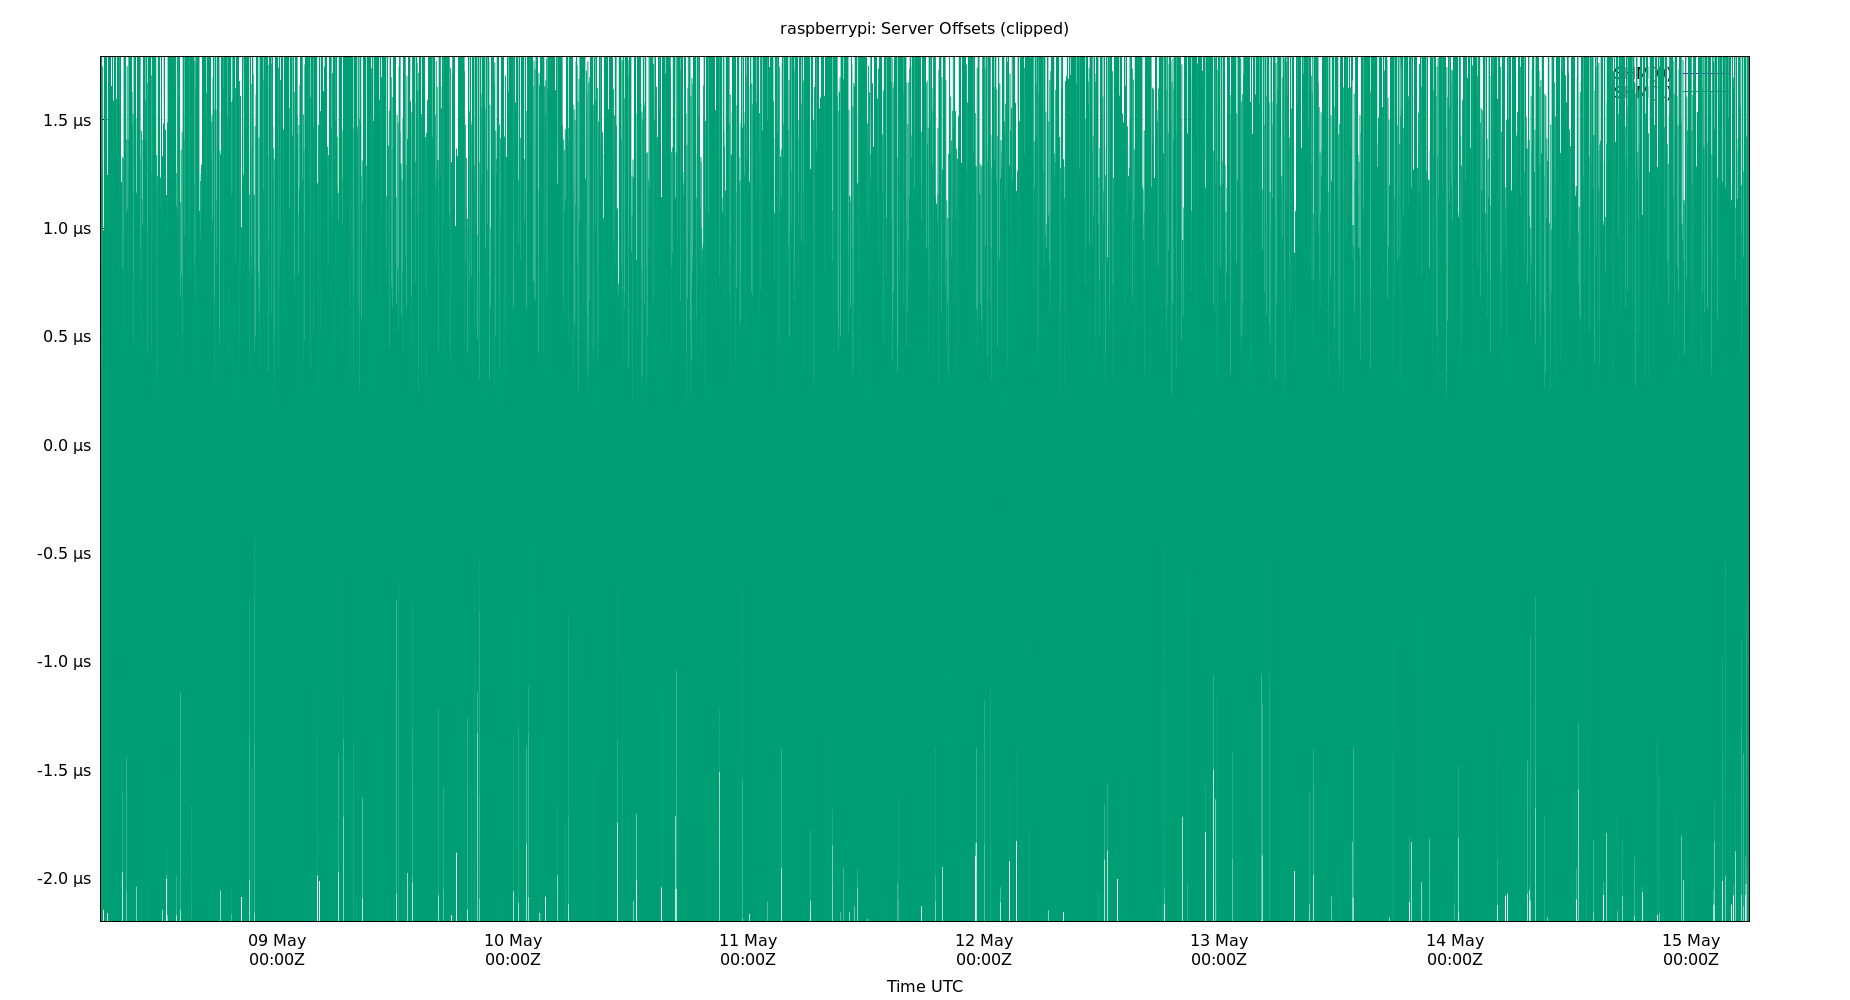 raspberrypi: Server Offsets (clipped)
1.5 µs
1.0 µs
0.5 µs
0.0 µs
-0.5 µs
-1.0 µs
-1.5 µs
-2.0 µs
09 May 10 May 11 May 12 May 13 May 14 May 15 May
00:00Z 00:00Z 00:00Z 00:00Z 00:00Z 00:00Z 00:00Z
Time UTC